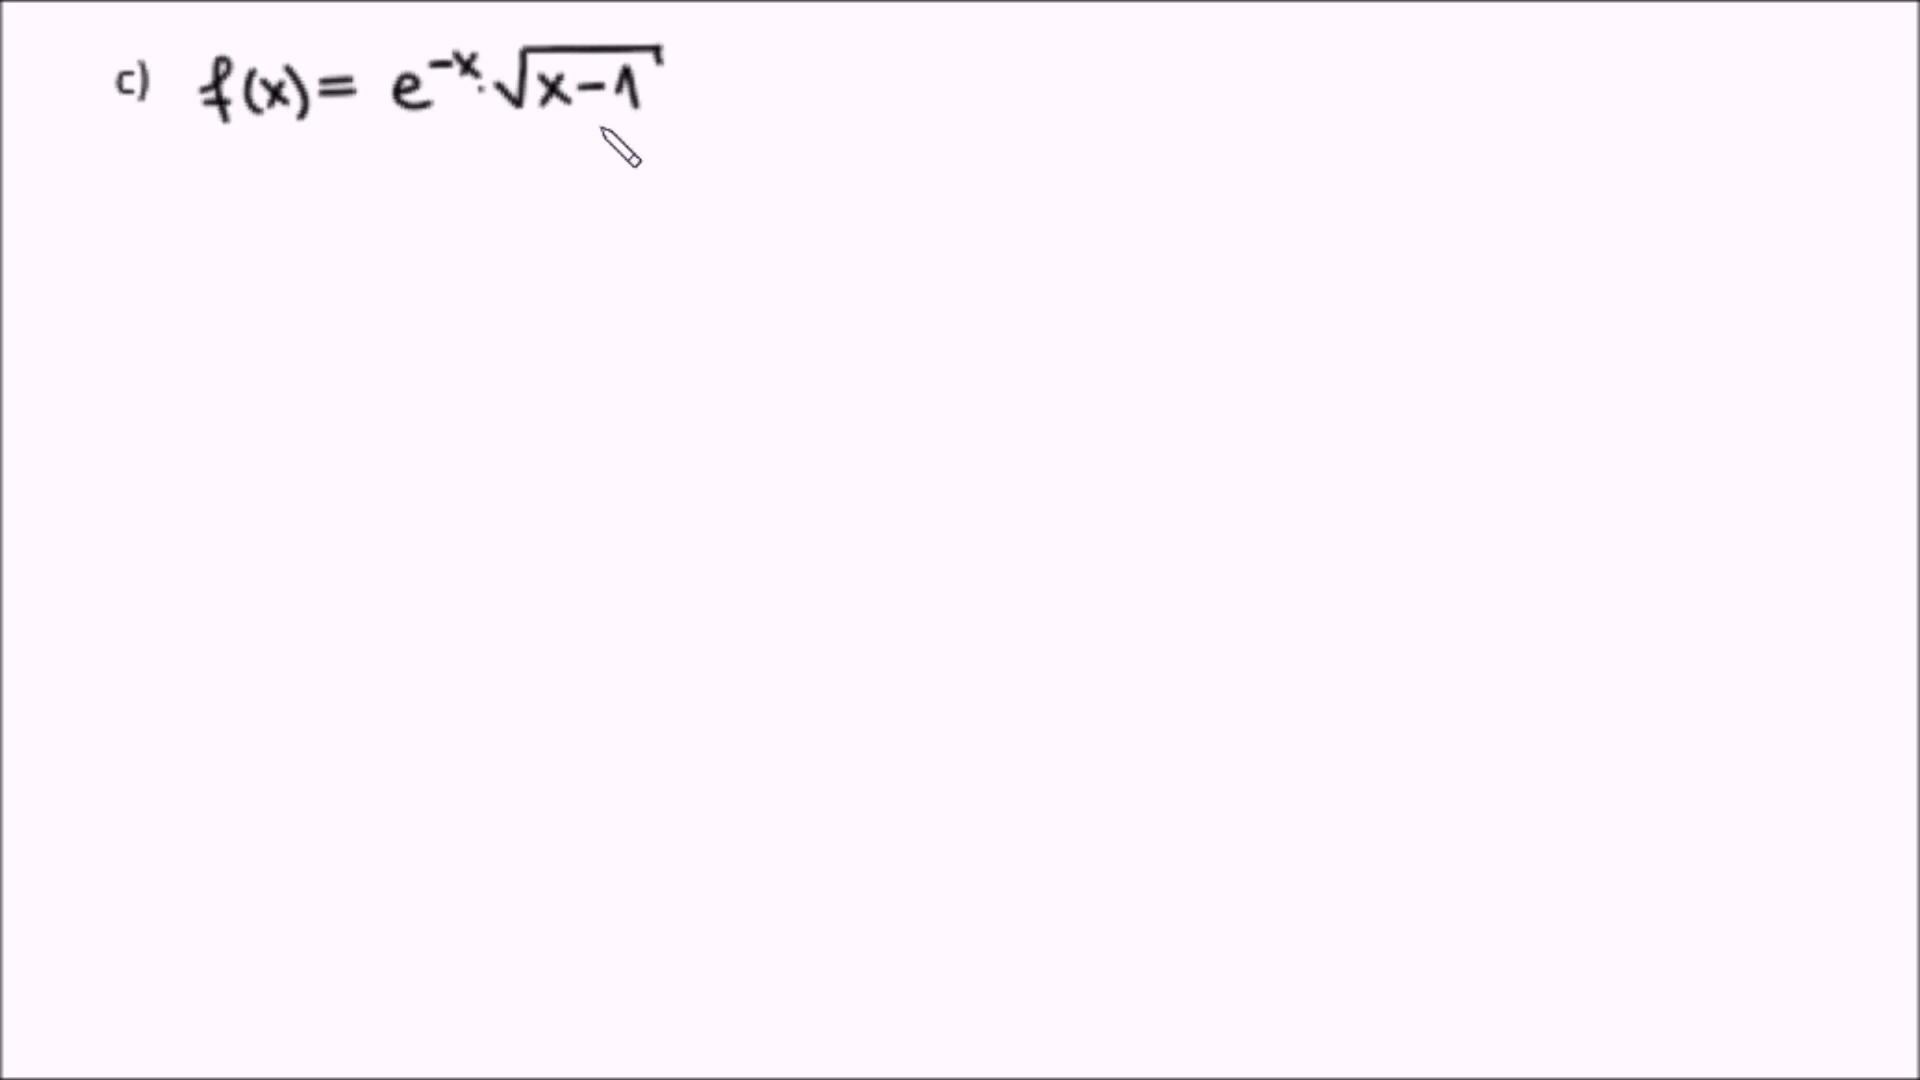 c) f(x) = e^{-x} · √(x-1)